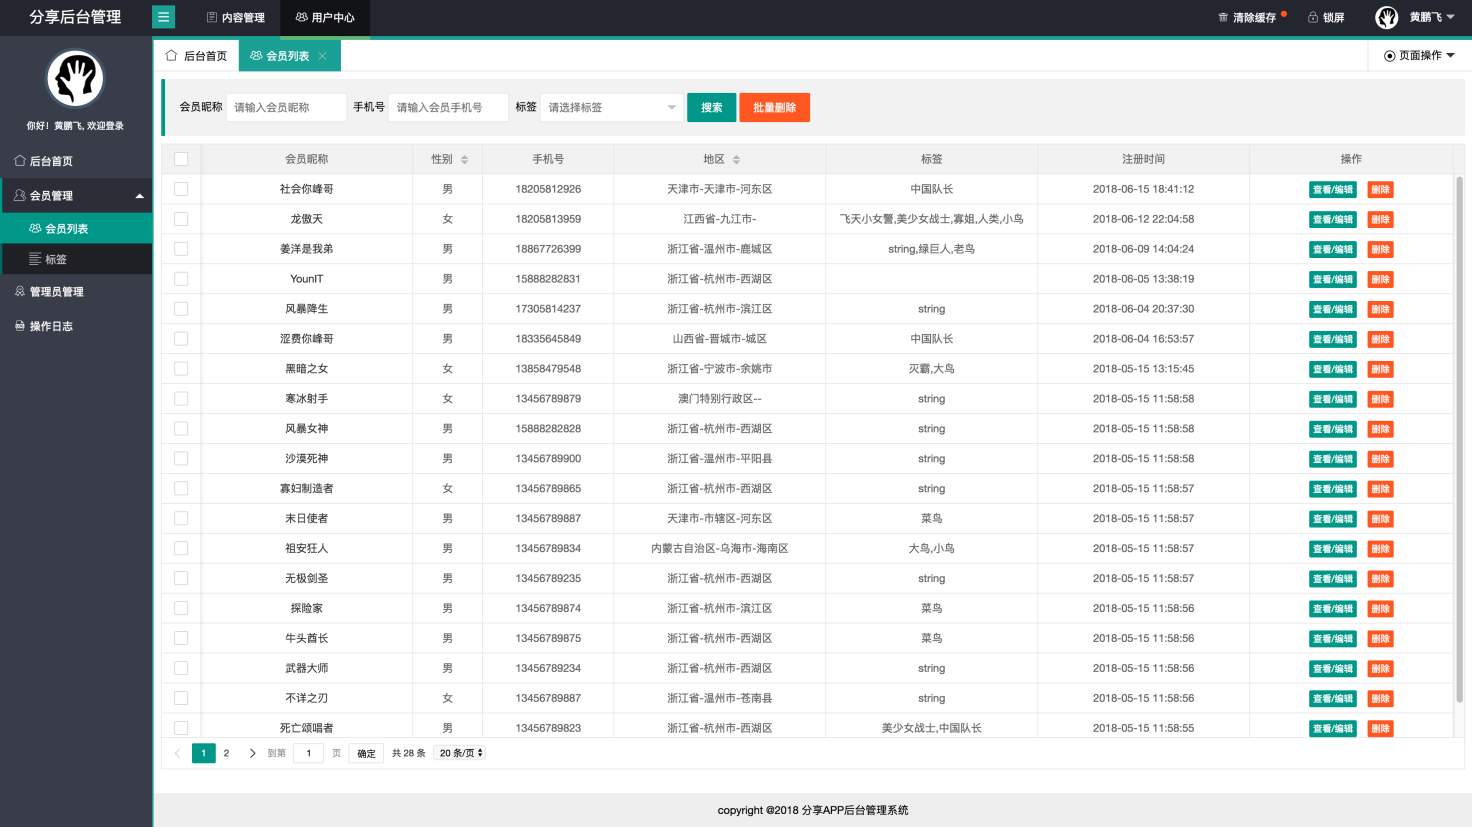 分享后台管理 内容管理 用户中心 清除缓存 锁屏 黄鹏飞
后台首页 会员列表 页面操作
你好！黄鹏飞, 欢迎登录
后台首页
会员管理
会员列表
标签
管理员管理
操作日志
会员昵称 请输入会员昵称 手机号 请输入会员手机号 标签 请选择标签 搜索 批量删除
会员昵称 性别 手机号 地区 标签 注册时间 操作
社会你峰哥 男 18205812926 天津市-天津市-河东区 中国队长 2018-06-15 18:41:12 查看/编辑 删除
龙傲天 女 18205813959 江西省-九江市- 飞天小女警,美少女战士,寡姐,人类,小鸟 2018-06-12 22:04:58 查看/编辑 删除
姜洋是我弟 男 18867726399 浙江省-温州市-鹿城区 string,绿巨人,老鸟 2018-06-09 14:04:24 查看/编辑 删除
YounIT 男 15888282831 浙江省-杭州市-西湖区 2018-06-05 13:38:19 查看/编辑 删除
风暴降生 男 17305814237 浙江省-杭州市-滨江区 string 2018-06-04 20:37:30 查看/编辑 删除
涩费你峰哥 男 18335645849 山西省-晋城市-城区 中国队长 2018-06-04 16:53:57 查看/编辑 删除
黑暗之女 女 13858479548 浙江省-宁波市-余姚市 灭霸,大鸟 2018-05-15 13:15:45 查看/编辑 删除
寒冰射手 女 13456789879 澳门特别行政区-- string 2018-05-15 11:58:58 查看/编辑 删除
风暴女神 男 15888282828 浙江省-杭州市-西湖区 string 2018-05-15 11:58:58 查看/编辑 删除
沙漠死神 男 13456789900 浙江省-温州市-平阳县 string 2018-05-15 11:58:58 查看/编辑 删除
寡妇制造者 女 13456789865 浙江省-杭州市-西湖区 string 2018-05-15 11:58:57 查看/编辑 删除
末日使者 男 13456789887 天津市-市辖区-河东区 菜鸟 2018-05-15 11:58:57 查看/编辑 删除
祖安狂人 男 13456789834 内蒙古自治区-乌海市-海南区 大鸟,小鸟 2018-05-15 11:58:57 查看/编辑 删除
无极剑圣 男 13456789235 浙江省-杭州市-西湖区 string 2018-05-15 11:58:57 查看/编辑 删除
探险家 男 13456789874 浙江省-杭州市-滨江区 菜鸟 2018-05-15 11:58:56 查看/编辑 删除
牛头酋长 男 13456789875 浙江省-杭州市-西湖区 菜鸟 2018-05-15 11:58:56 查看/编辑 删除
武器大师 男 13456789234 浙江省-杭州市-西湖区 string 2018-05-15 11:58:56 查看/编辑 删除
不详之刃 女 13456789887 浙江省-温州市-苍南县 string 2018-05-15 11:58:56 查看/编辑 删除
死亡颂唱者 男 13456789823 浙江省-杭州市-西湖区 美少女战士,中国队长 2018-05-15 11:58:55 查看/编辑 删除
1 2 到第 1 页 确定 共 28 条 20 条/页
copyright @2018 分享APP后台管理系统